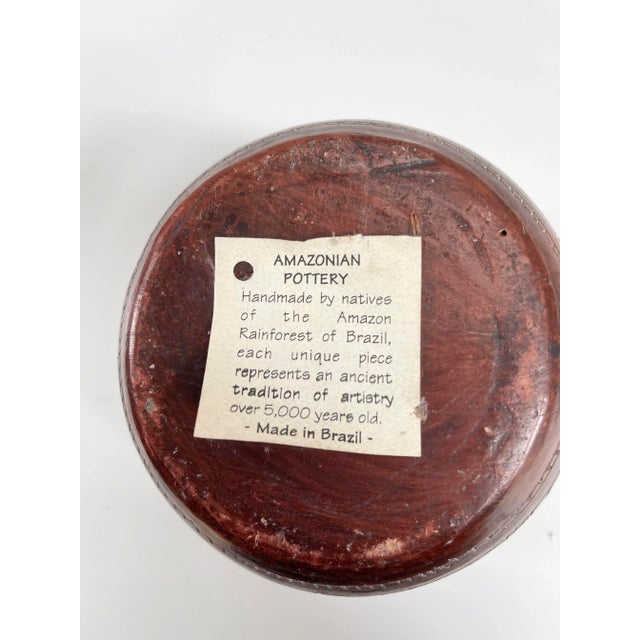 AMAZONIAN
POTTERY
Handmade by natives
of the Amazon
Rainforest of Brazil,
each unique piece
represents an ancient
tradition of artistry
over 5,000 years old.
- Made in Brazil -